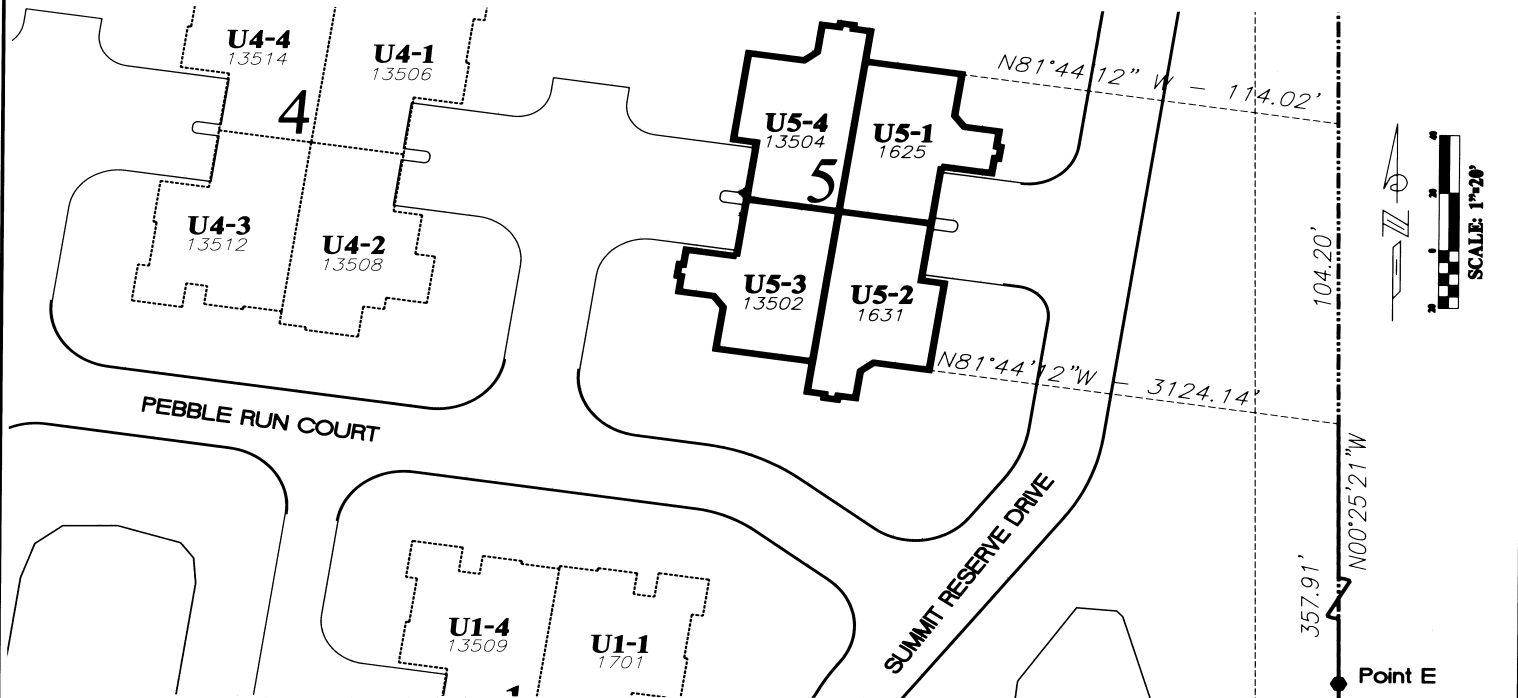 U4-4
13514
U4-1
13506
4
U4-3
13512
U4-2
13508
U5-4
13504
U5-1
1625
5
U5-3
13502
U5-2
1631
N81°44'12" W - 114.02'
N81°44'12"W - 3124.14'
104.20'
SCALE: 1"=20'
PEBBLE RUN COURT
SUMMIT RESERVE DRIVE
N00°25'21"W
357.91'
Point E
U1-4
13509
U1-1
1701
1